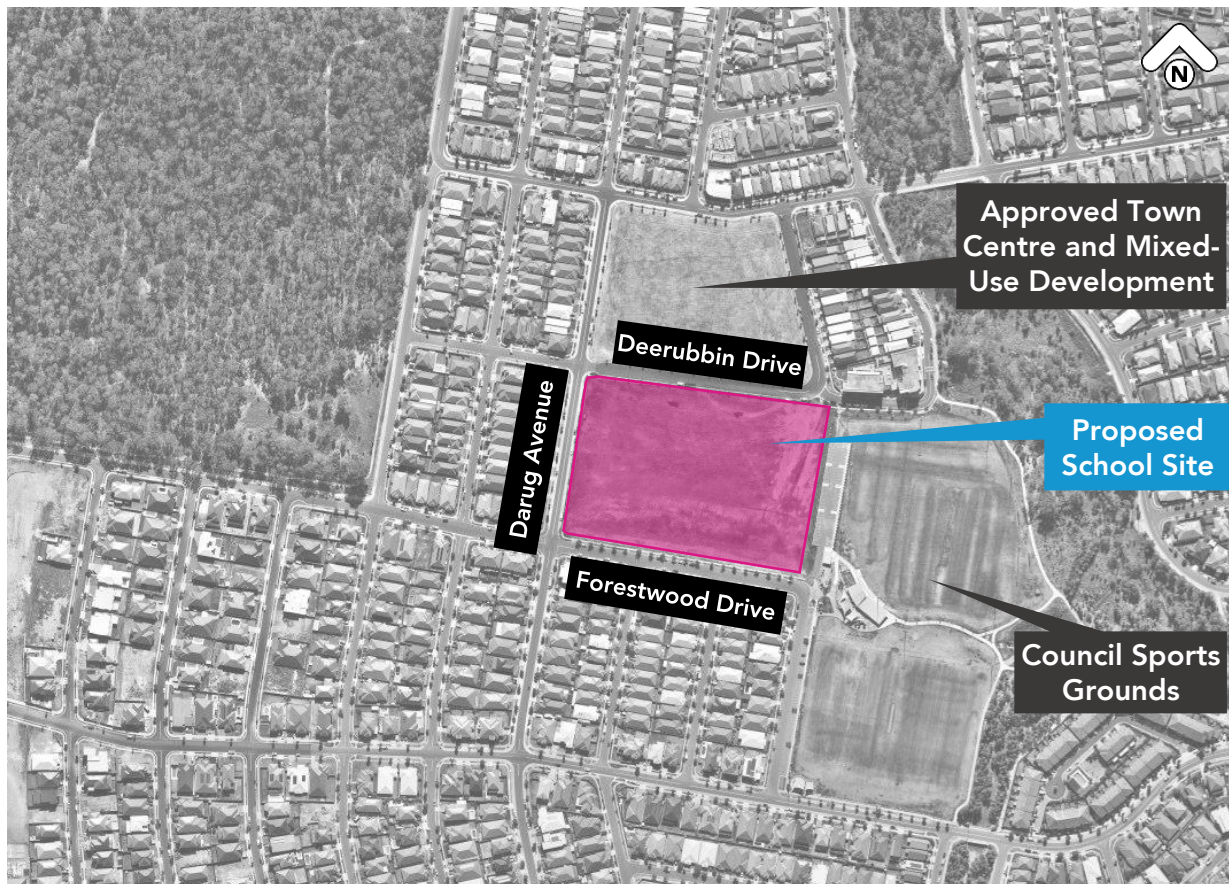 N
Approved Town
Centre and Mixed-
Use Development
Deerubbin Drive
Darug Avenue
Proposed
School Site
Forestwood Drive
Council Sports
Grounds